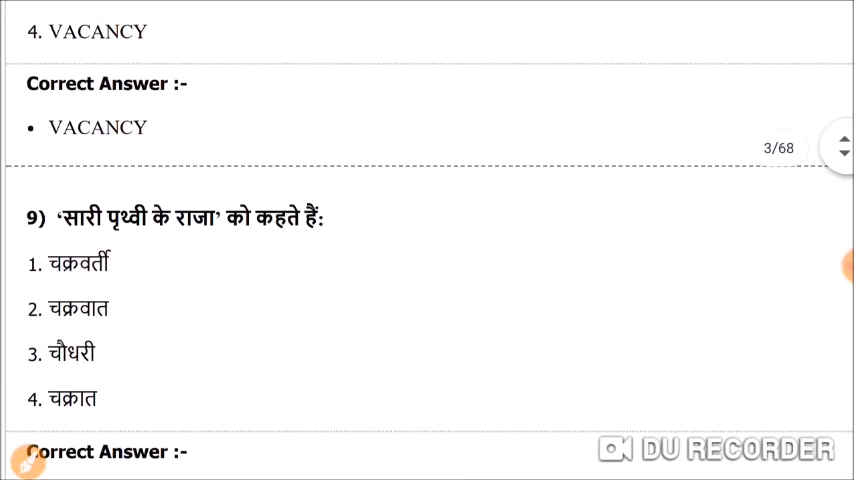 4. VACANCY
Correct Answer :-
• VACANCY
3/68
9) ‘सारी पृथ्वी के राजा’ को कहते हैं:
1. चक्रवर्ती
2. चक्रवात
3. चौधरी
4. चक्रात
Correct Answer :-
DU RECORDER